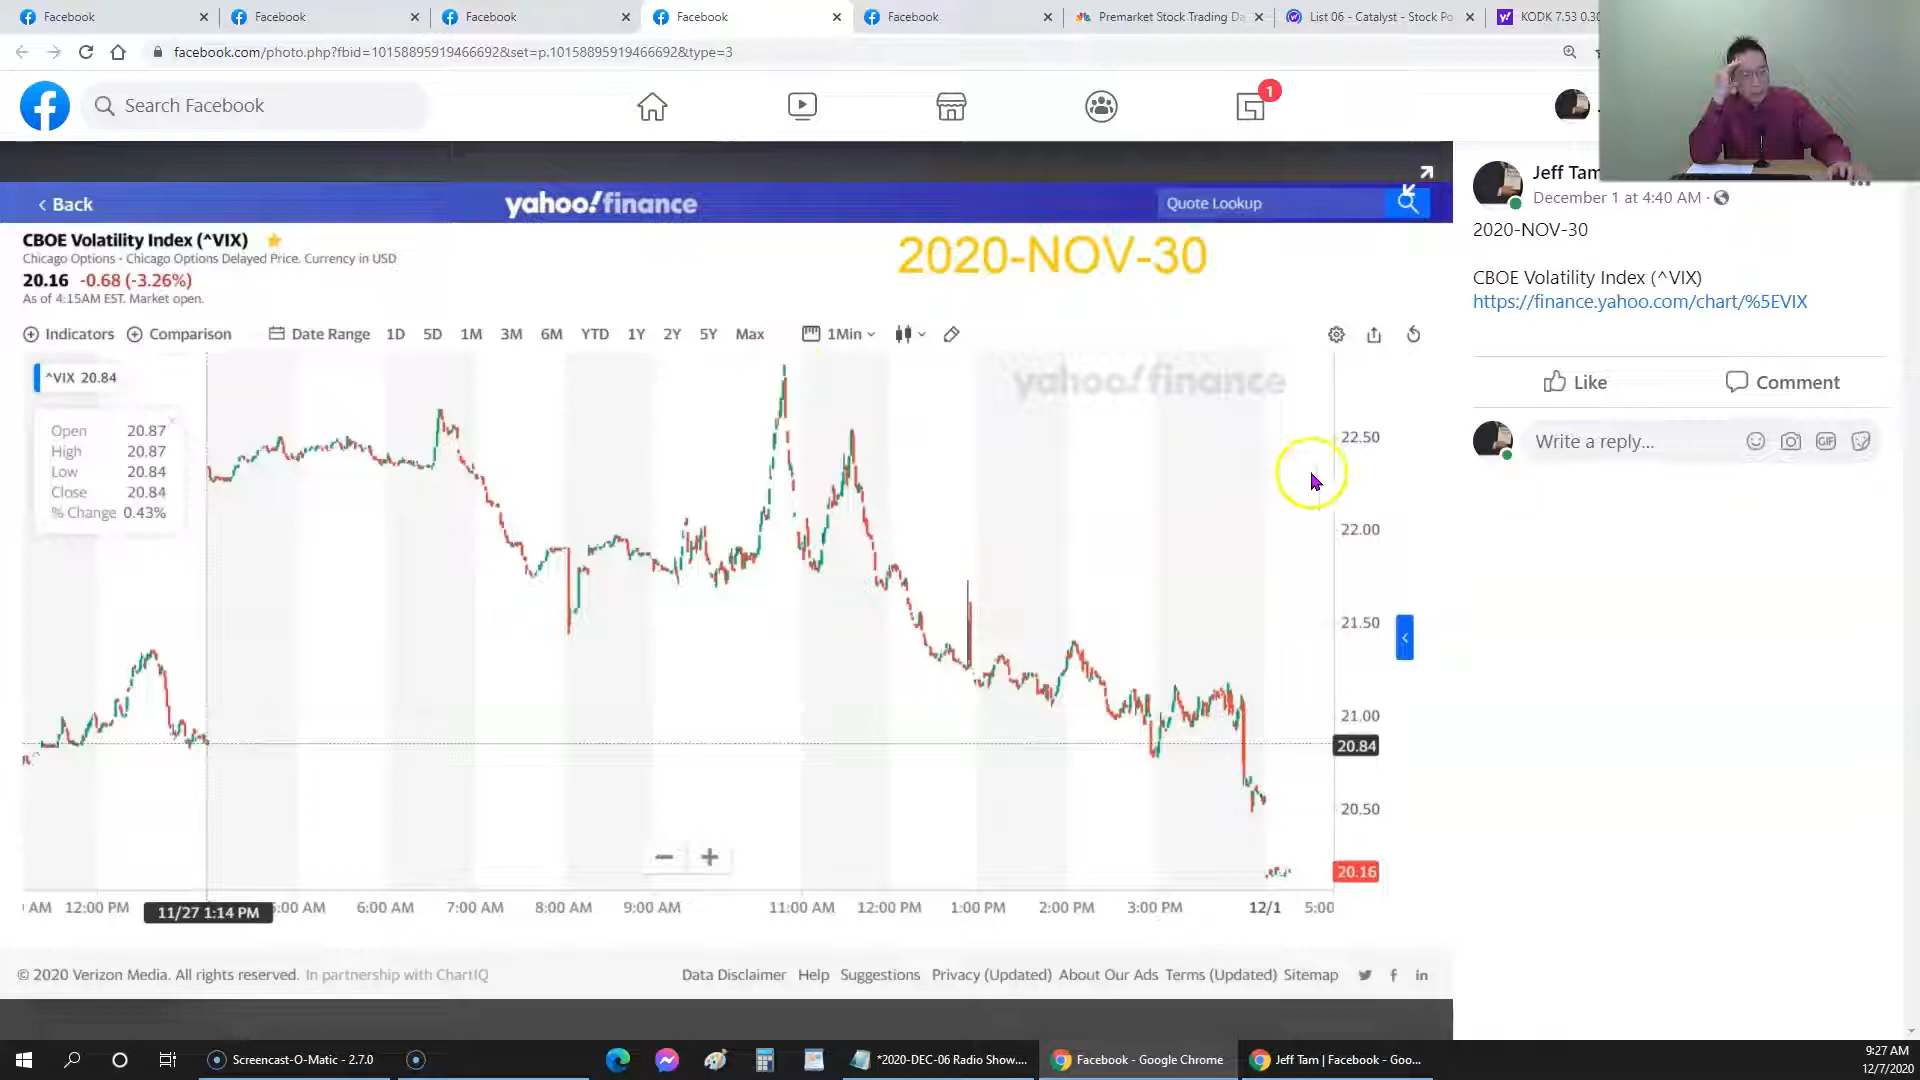 Facebook
Facebook
Facebook
Facebook
Facebook
Premarket Stock Trading Da
List 06 - Catalyst - Stock Po
KODK 7.53 0.30
facebook.com/photo.php?fbid=10158895919466692&set=p.10158895919466692&type=3
Search Facebook
1
Back
yahoo!finance
Quote Lookup
CBOE Volatility Index (^VIX)
Chicago Options - Chicago Options Delayed Price. Currency in USD
20.16 -0.68 (-3.26%)
As of 4:15AM EST. Market open.
2020-NOV-30
Indicators Comparison Date Range 1D 5D 1M 3M 6M YTD 1Y 2Y 5Y Max 1Min
^VIX 20.84
yahoo!finance
Open 20.87
High 20.87
Low 20.84
Close 20.84
% Change 0.43%
22.50
22.00
21.50
21.00
20.84
20.50
20.16
AM 12:00 PM 11/27 1:14 PM 5:00 AM 6:00 AM 7:00 AM 8:00 AM 9:00 AM 11:00 AM 12:00 PM 1:00 PM 2:00 PM 3:00 PM 12/1 5:00
© 2020 Verizon Media. All rights reserved. In partnership with ChartIQ
Data Disclaimer Help Suggestions Privacy (Updated) About Our Ads Terms (Updated) Sitemap
Jeff Tam
December 1 at 4:40 AM ·
2020-NOV-30
CBOE Volatility Index (^VIX)
https://finance.yahoo.com/chart/%5EVIX
Like
Comment
Write a reply...
GIF
Screencast-O-Matic - 2.7.0
*2020-DEC-06 Radio Show....
Facebook - Google Chrome
Jeff Tam | Facebook - Goo...
9:27 AM
12/7/2020